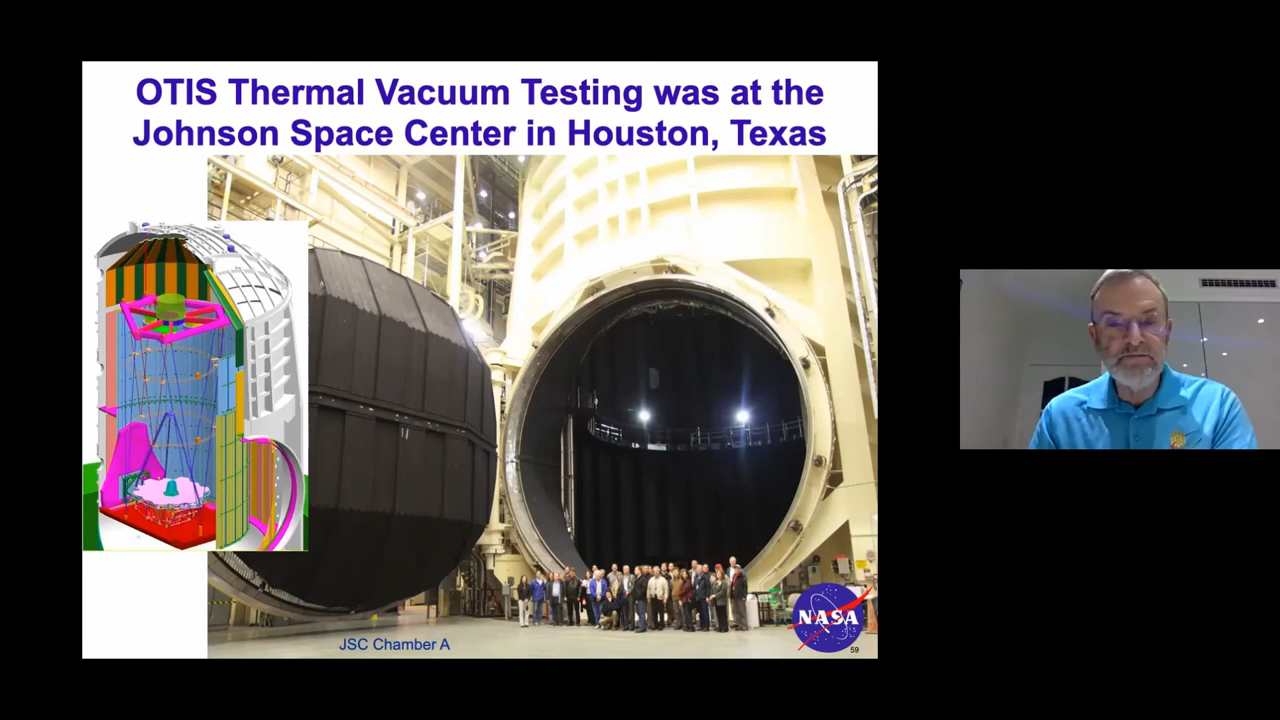 OTIS Thermal Vacuum Testing was at the
Johnson Space Center in Houston, Texas
JSC Chamber A
NASA
59